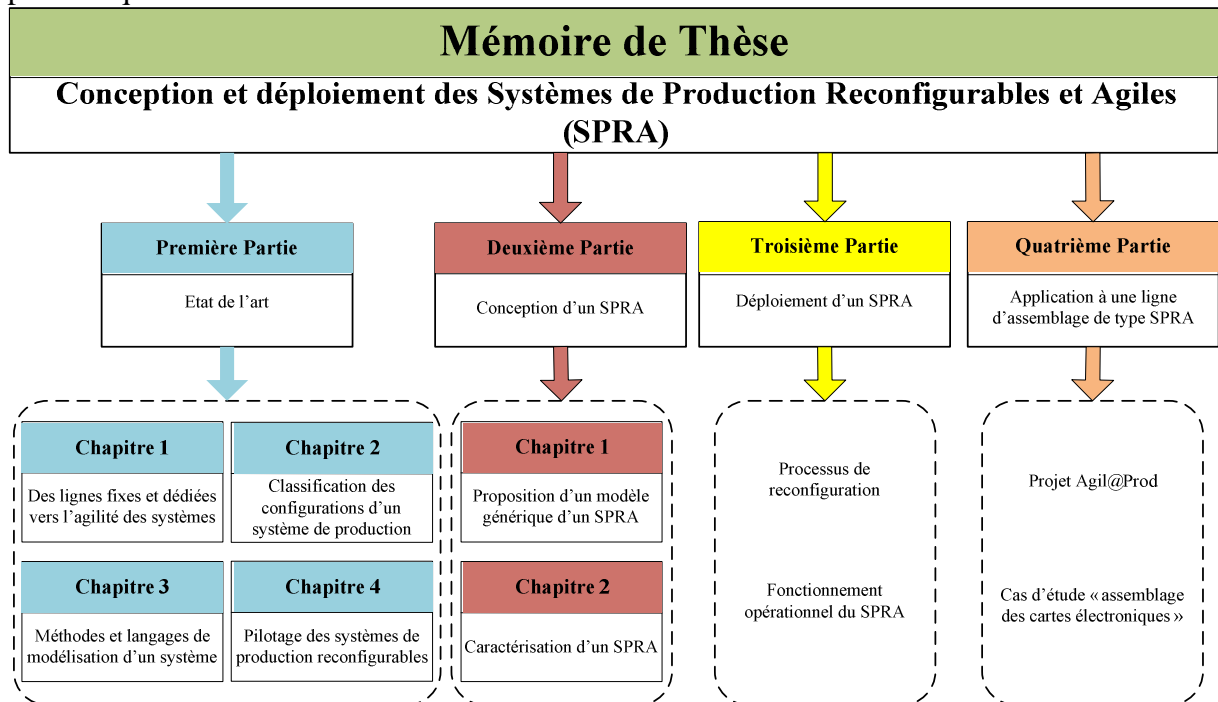 Mémoire de Thèse
Conception et déploiement des Systèmes de Production Reconfigurables et Agiles
(SPRA)
Première Partie
Etat de l'art
Deuxième Partie
Conception d'un SPRA
Troisième Partie
Déploiement d'un SPRA
Quatrième Partie
Application à une ligne
d'assemblage de type SPRA
Chapitre 1
Des lignes fixes et dédiées
vers l'agilité des systèmes
Chapitre 2
Classification des
configurations d'un
système de production
Chapitre 3
Méthodes et langages de
modélisation d'un système
Chapitre 4
Pilotage des systèmes de
production reconfigurables
Chapitre 1
Proposition d'un modèle
générique d'un SPRA
Chapitre 2
Caractérisation d'un SPRA
Processus de
reconfiguration
Fonctionnement
opérationnel du SPRA
Projet Agil@Prod
Cas d'étude « assemblage
des cartes électroniques »